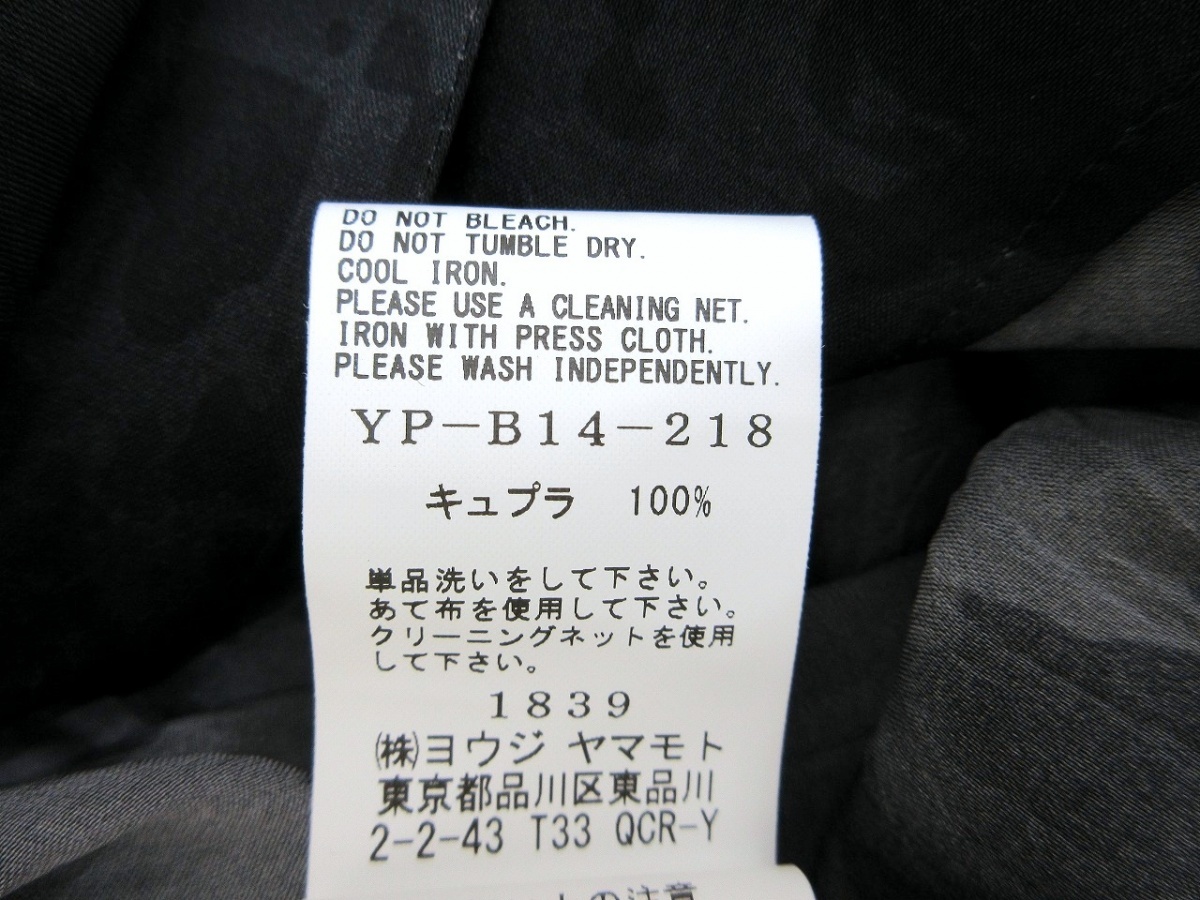 DO NOT BLEACH.
DO NOT TUMBLE DRY.
COOL IRON.
PLEASE USE A CLEANING NET.
IRON WITH PRESS CLOTH.
PLEASE WASH INDEPENDENTLY.
YP-B14-218
キュプラ 100%
単品洗いをして下さい。
あて布を使用して下さい。
クリーニングネットを使用
して下さい。
1839
㈱ヨウジ ヤマモト
東京都品川区東品川
2-2-43 T33 QCR-Y
の注意